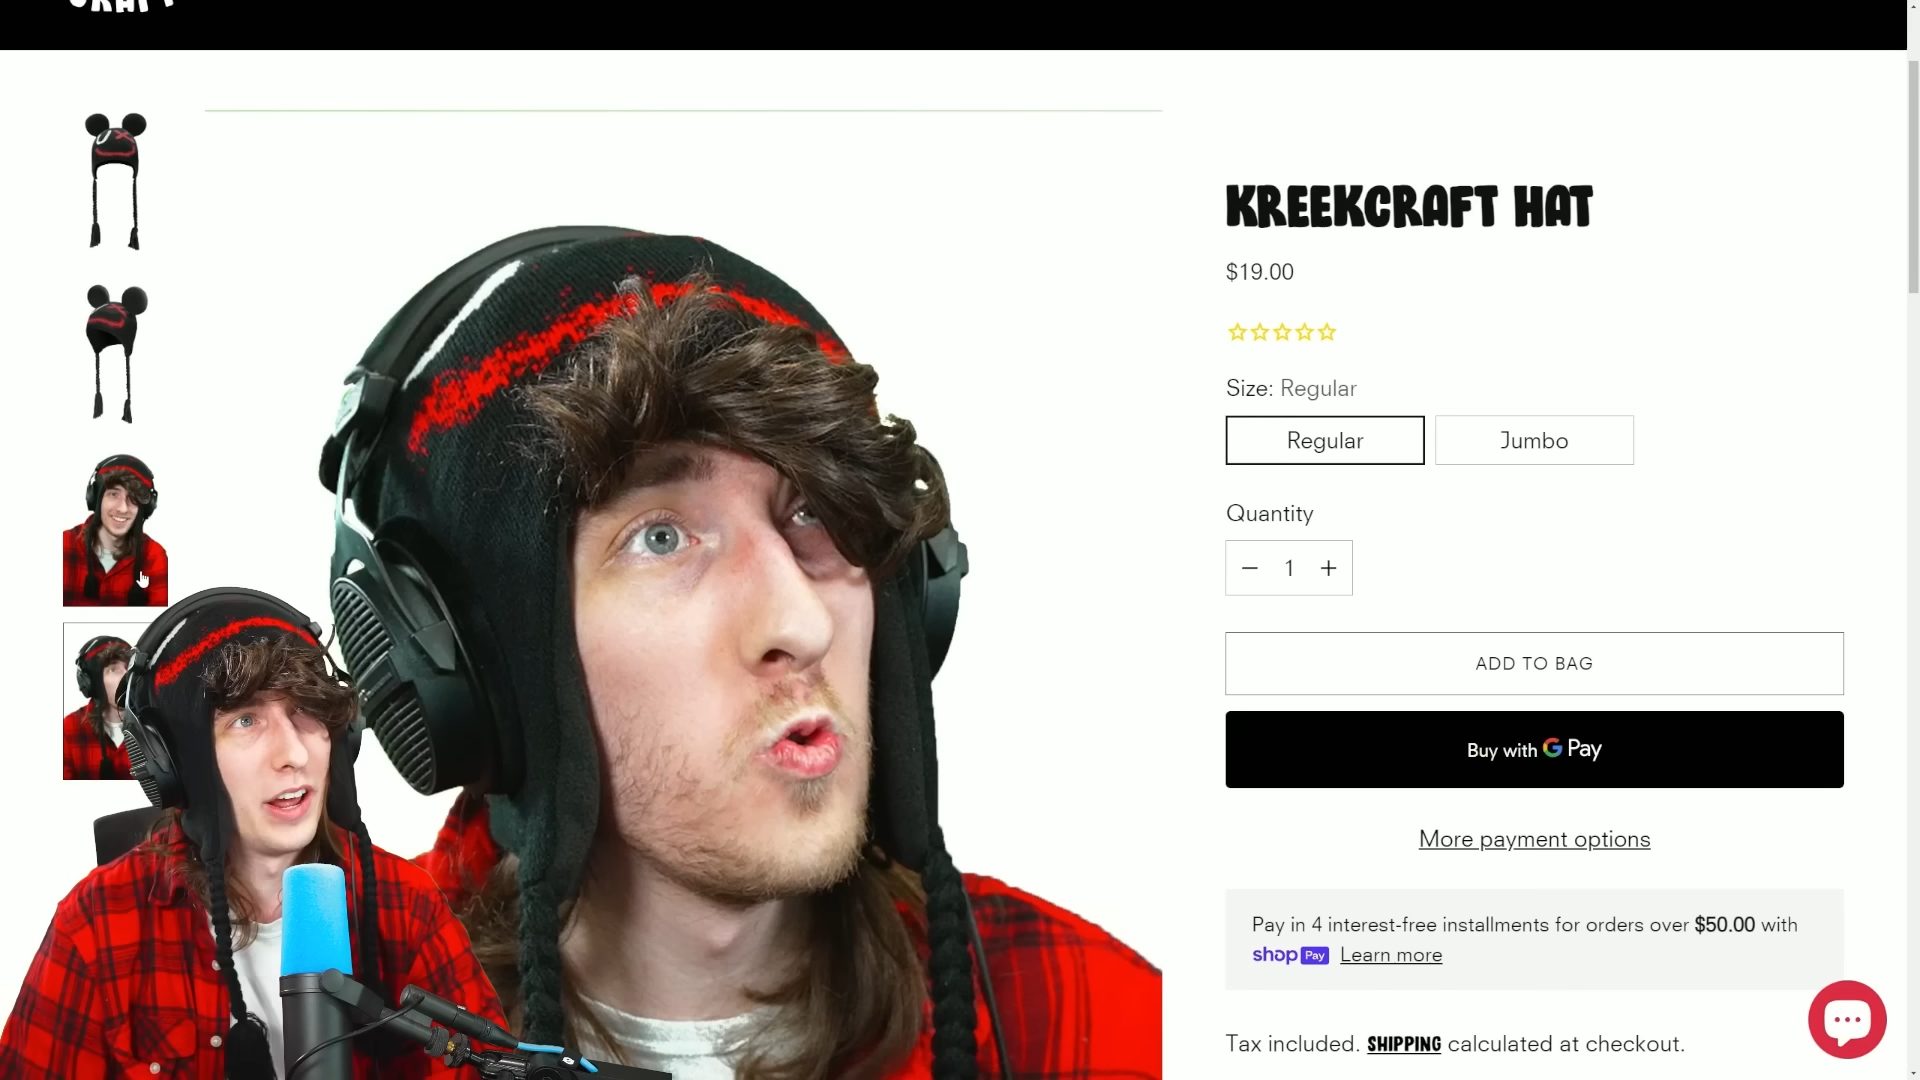 KREEKCRAFT HAT
$19.00
Size: Regular
Regular
Jumbo
Quantity
− 1 +
ADD TO BAG
Buy with G Pay
More payment options
Pay in 4 interest-free installments for orders over $50.00 with
shop Pay Learn more
Tax included. SHIPPING calculated at checkout.